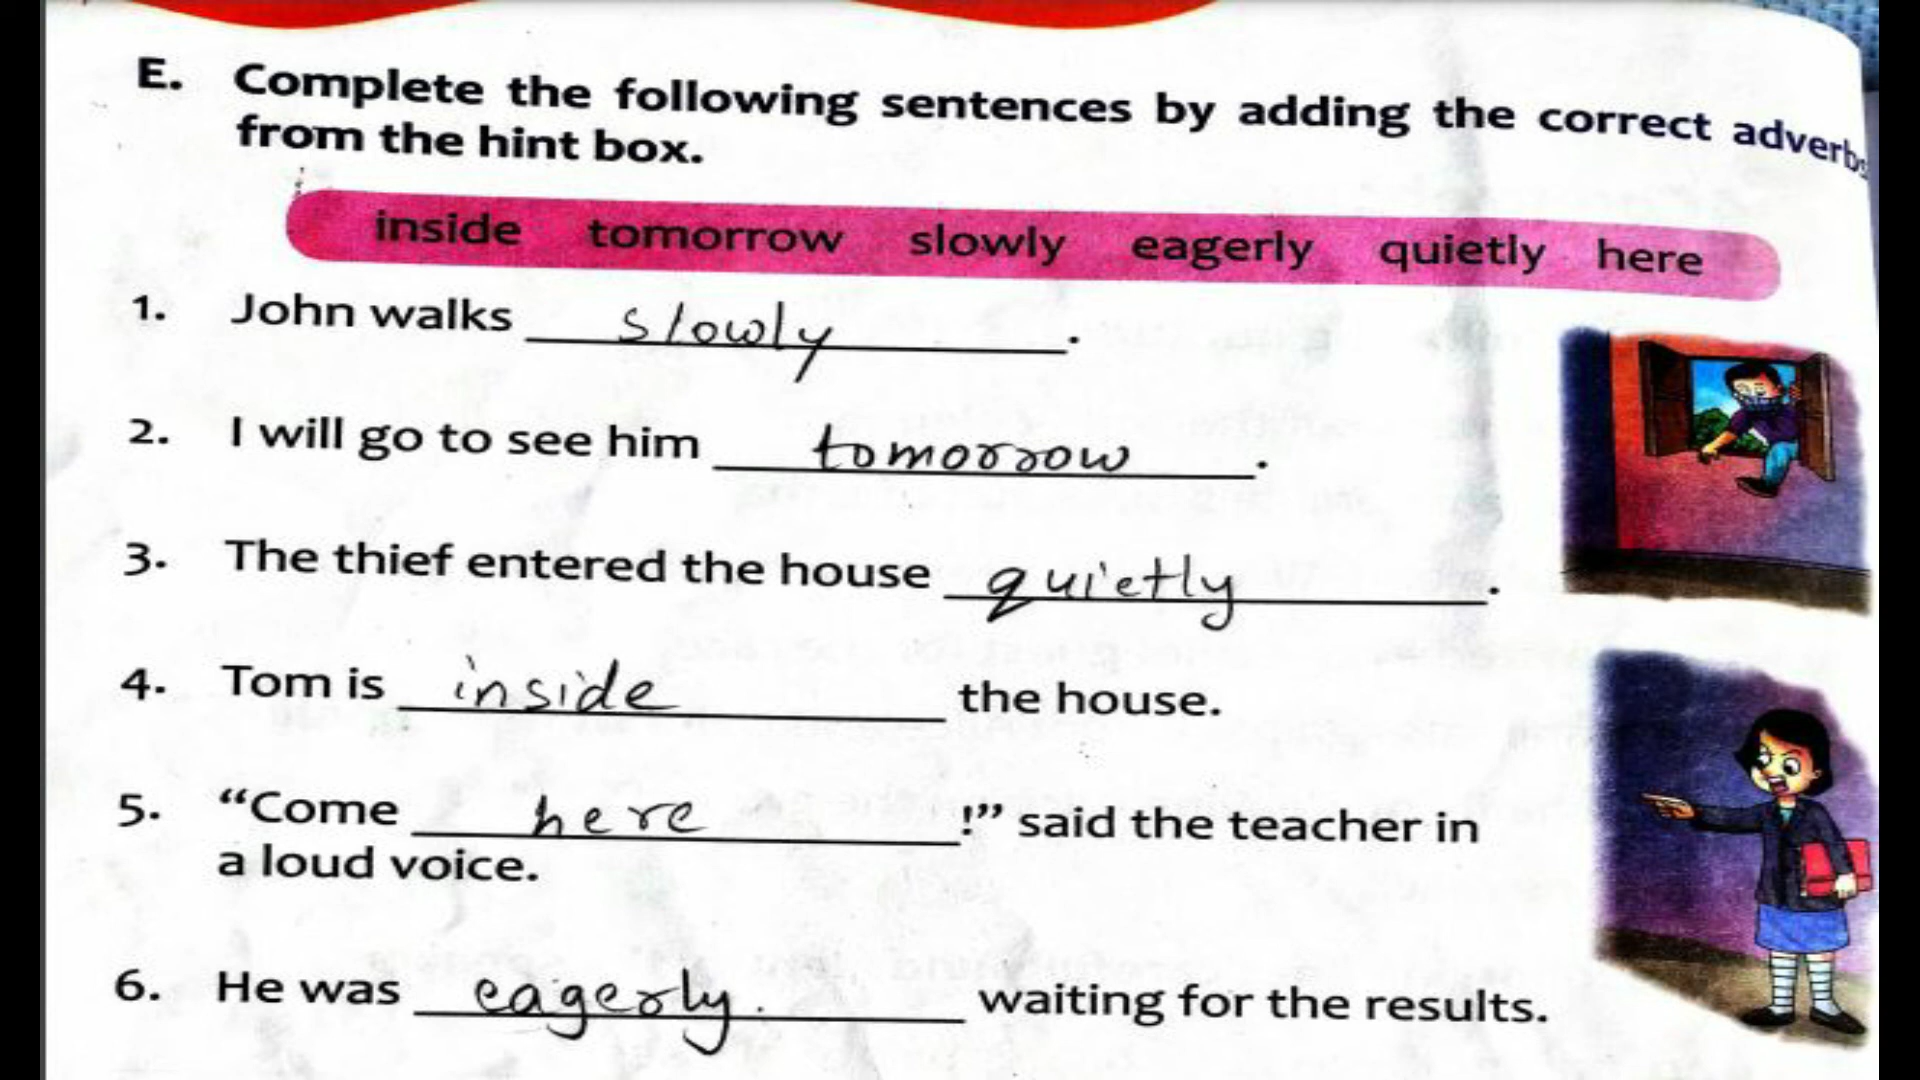 E. Complete the following sentences by adding the correct adverbs
from the hint box.
inside tomorrow slowly eagerly quietly here
1. John walks slowly.
2. I will go to see him tomorrow.
3. The thief entered the house quietly.
4. Tom is inside the house.
5. “Come here!” said the teacher in
a loud voice.
6. He was eagerly. waiting for the results.